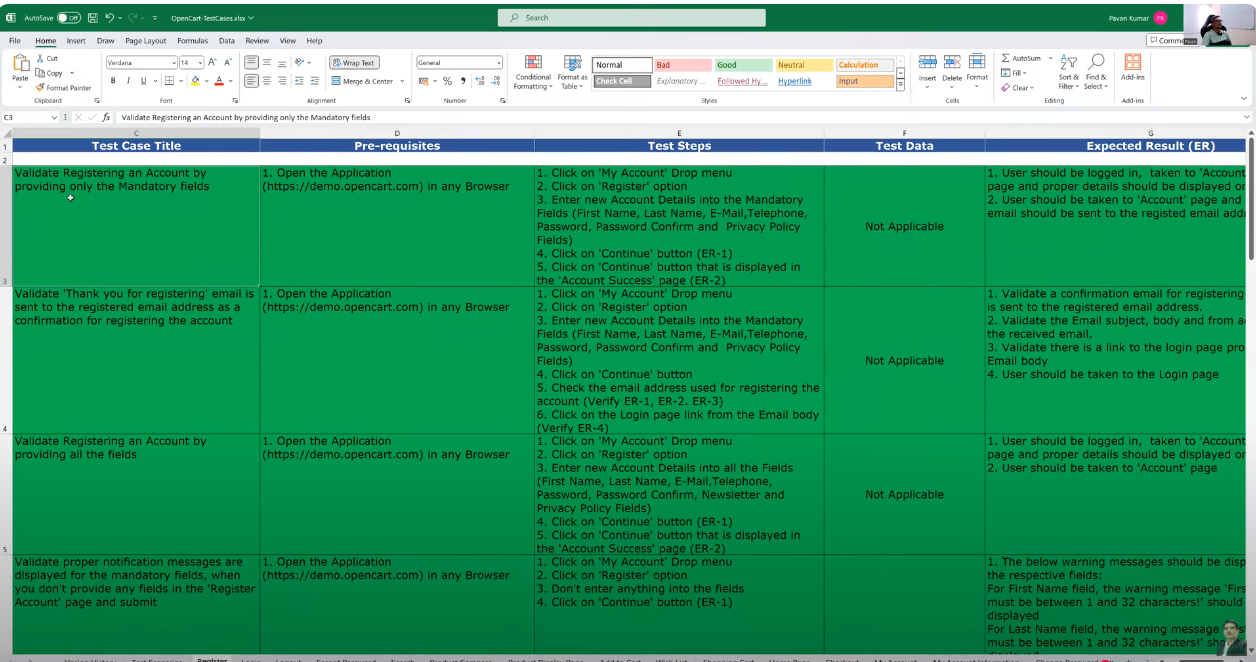 AutoSave Off OpenCart-TestCases.xlsx Search Pavan Kumar PK
File Home Insert Draw Page Layout Formulas Data Review View Help
Paste Cut Copy Format Painter Clipboard
Verdana 14 B I U Font
Wrap Text Merge & Center Alignment
General Number
Conditional Formatting Format as Table
Normal Bad Good Neutral Calculation
Check Cell Explanatory ... Followed Hy... Hyperlink Input
Styles
Insert Delete Format Cells
AutoSum Fill Clear Sort & Filter Find & Select Editing
Add-ins Add-ins
C3 fx Validate Registering an Account by providing only the Mandatory fields
C D E F G
1 Test Case Title Pre-requisites Test Steps Test Data Expected Result (ER)
2
3
Validate Registering an Account by
providing only the Mandatory fields
1. Open the Application
(https://demo.opencart.com) in any Browser
1. Click on 'My Account' Drop menu
2. Click on 'Register' option
3. Enter new Account Details into the Mandatory
Fields (First Name, Last Name, E-Mail,Telephone,
Password, Password Confirm and Privacy Policy
Fields)
4. Click on 'Continue' button (ER-1)
5. Click on 'Continue' button that is displayed in
the 'Account Success' page (ER-2)
Not Applicable
1. User should be logged in, taken to 'Account
page and proper details should be displayed on
2. User should be taken to 'Account' page and
email should be sent to the registed email addr
4
Validate 'Thank you for registering' email is
sent to the registered email address as a
confirmation for registering the account
1. Open the Application
(https://demo.opencart.com) in any Browser
1. Click on 'My Account' Drop menu
2. Click on 'Register' option
3. Enter new Account Details into the Mandatory
Fields (First Name, Last Name, E-Mail,Telephone,
Password, Password Confirm and Privacy Policy
Fields)
4. Click on 'Continue' button
5. Check the email address used for registering the
account (Verify ER-1, ER-2. ER-3)
6. Click on the Login page link from the Email body
(Verify ER-4)
Not Applicable
1. Validate a confirmation email for registering
is sent to the registered email address.
2. Validate the Email subject, body and from a
the received email.
3. Validate there is a link to the login page pro
Email body
4. User should be taken to the Login page
5
Validate Registering an Account by
providing all the fields
1. Open the Application
(https://demo.opencart.com) in any Browser
1. Click on 'My Account' Drop menu
2. Click on 'Register' option
3. Enter new Account Details into all the Fields
(First Name, Last Name, E-Mail,Telephone,
Password, Password Confirm, Newsletter and
Privacy Policy Fields)
4. Click on 'Continue' button (ER-1)
5. Click on 'Continue' button that is displayed in
the 'Account Success' page (ER-2)
Not Applicable
1. User should be logged in, taken to 'Account
page and proper details should be displayed on
2. User should be taken to 'Account' page
Validate proper notification messages are
displayed for the mandatory fields, when
you don't provide any fields in the 'Register
Account' page and submit
1. Open the Application
(https://demo.opencart.com) in any Browser
1. Click on 'My Account' Drop menu
2. Click on 'Register' option
3. Don't enter anything into the fields
4. Click on 'Continue' button (ER-1)
1. The below warning messages should be disp
the respective fields:
For First Name field, the warning message 'Firs
must be between 1 and 32 characters!' should
displayed
For Last Name field, the warning message
must be between 1 and 32 characters!'